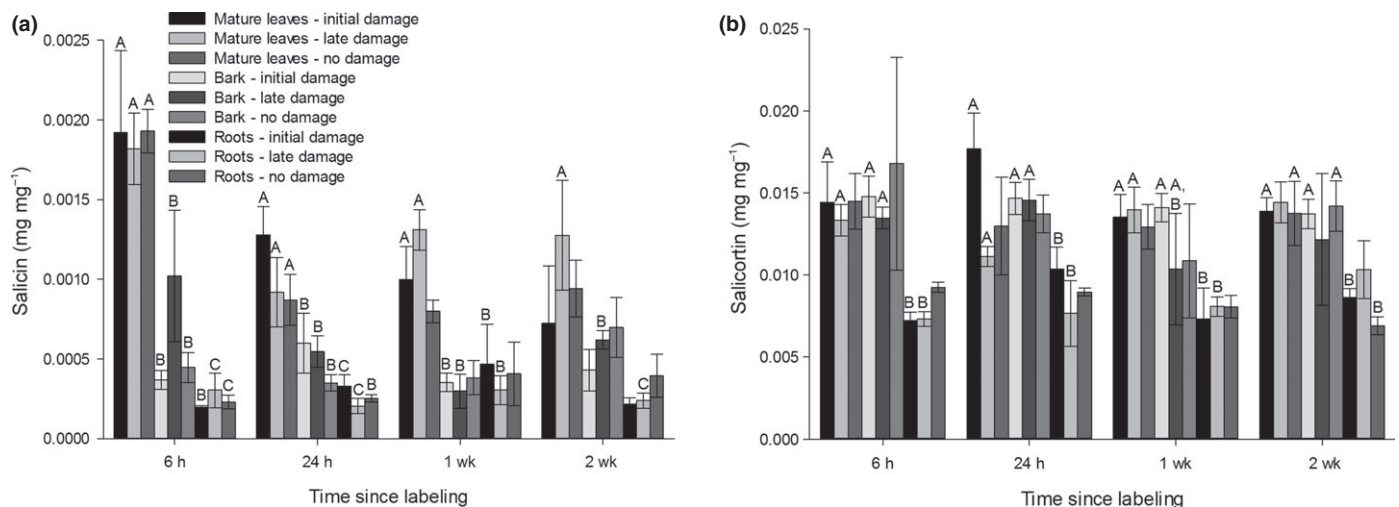 (a)
Mature leaves - initial damage
Mature leaves - late damage
Mature leaves - no damage
Bark - initial damage
Bark - late damage
Bark - no damage
Roots - initial damage
Roots - late damage
Roots - no damage
Salicin (mg mg⁻¹)
0.0025
0.0020
0.0015
0.0010
0.0005
0.0000
A A A B B B B C C
A A A B B B C C B
A A B B B B
A B C
6 h 24 h 1 wk 2 wk
Time since labeling
(b)
Salicortin (mg mg⁻¹)
0.025
0.020
0.015
0.010
0.005
0.000
A A A A B B
A A A A B B
A A A A, B B B
A A A A B B
6 h 24 h 1 wk 2 wk
Time since labeling